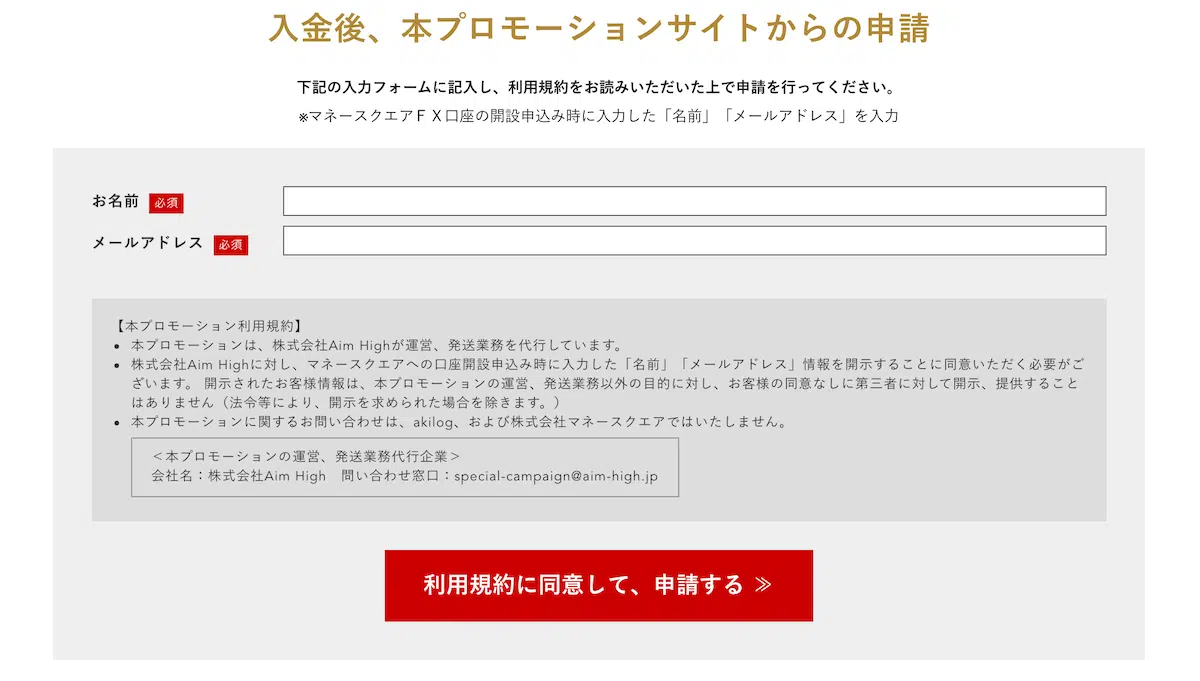 入金後、本プロモーションサイトからの申請
下記の入力フォームに記入し、利用規約をお読みいただいた上で申請を行ってください。
※マネースクエアＦＸ口座の開設申込み時に入力した「名前」「メールアドレス」を入力
お名前 必須
メールアドレス 必須
【本プロモーション利用規約】
• 本プロモーションは、株式会社Aim Highが運営、発送業務を代行しています。
• 株式会社Aim Highに対し、マネースクエアへの口座開設申込み時に入力した「名前」「メールアドレス」情報を開示することに同意いただく必要がご
ざいます。 開示されたお客様情報は、本プロモーションの運営、発送業務以外の目的に対し、お客様の同意なしに第三者に対して開示、提供すること
はありません（法令等により、開示を求められた場合を除きます。）
• 本プロモーションに関するお問い合わせは、akilog、および株式会社マネースクエアではいたしません。
＜本プロモーションの運営、発送業務代行企業＞
会社名：株式会社Aim High　問い合わせ窓口：special-campaign@aim-high.jp
利用規約に同意して、申請する ≫